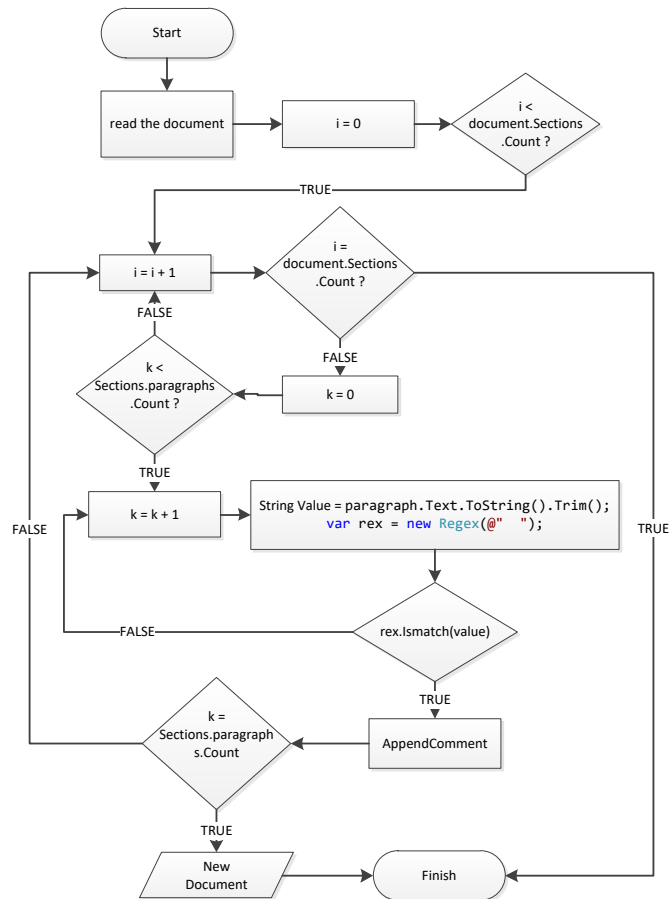 Start
read the document
i = 0
i <
document.Sections
.Count ?
TRUE
i = i + 1
i =
document.Sections
.Count ?
FALSE
FALSE
k <
Sections.paragraphs
.Count ?
k = 0
TRUE
k = k + 1
String Value = paragraph.Text.ToString().Trim();
var rex = new Regex(@"  ");
FALSE
TRUE
FALSE
rex.Ismatch(value)
TRUE
k =
Sections.paragraph
s.Count
AppendComment
TRUE
New
Document
Finish